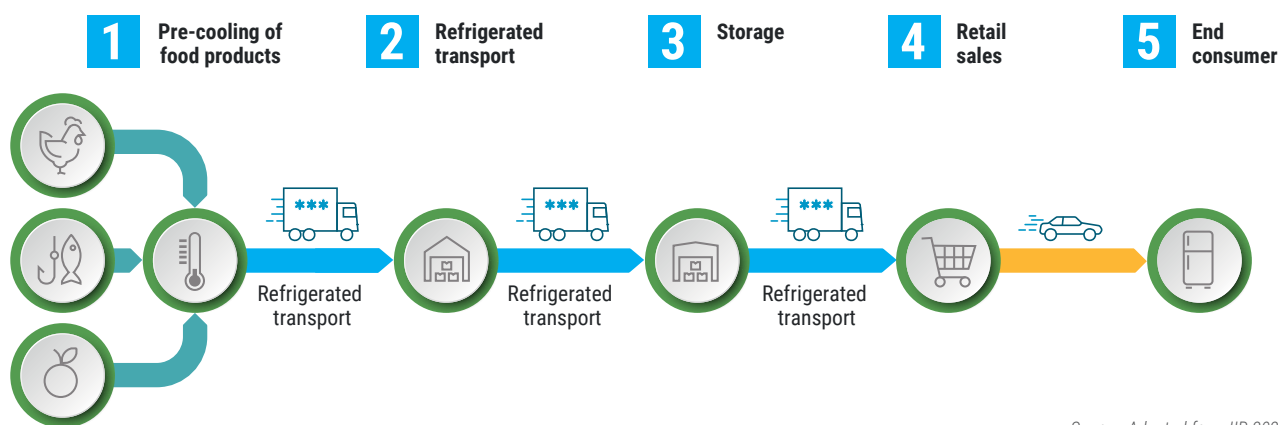 1
Pre-cooling of
food products
2
Refrigerated
transport
3
Storage
4
Retail
sales
5
End
consumer
***
***
***
Refrigerated
transport
Refrigerated
transport
Refrigerated
transport